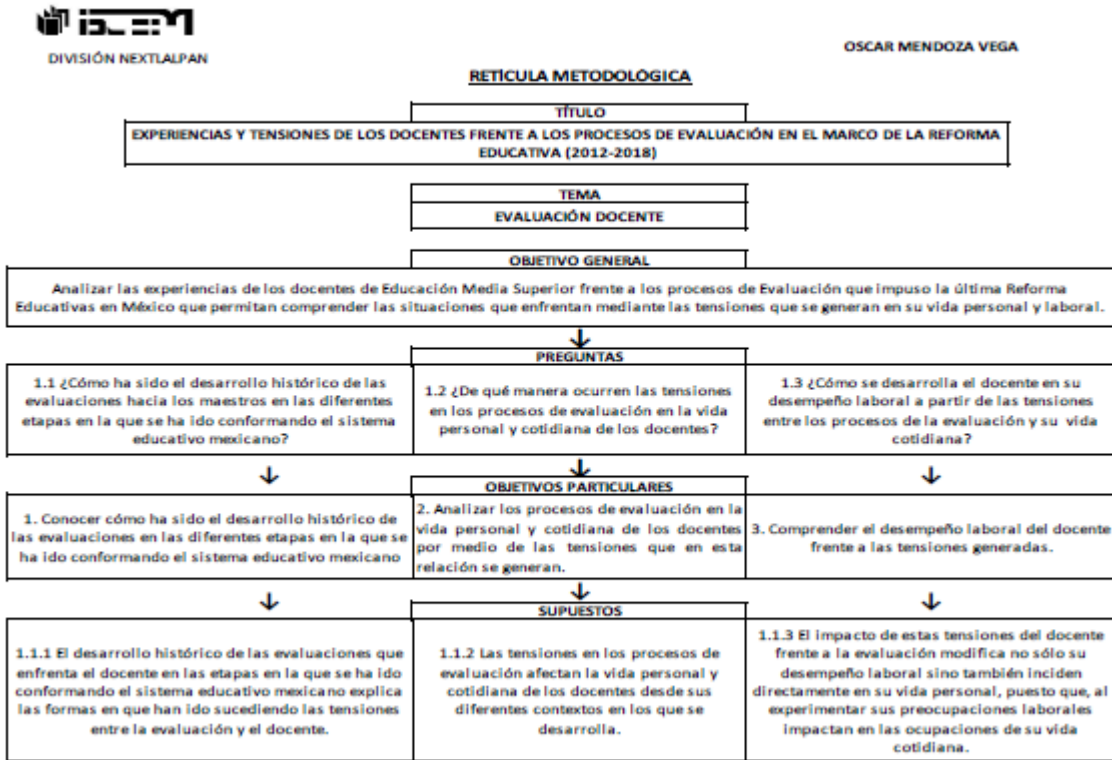 DIVISIÓN NEXTLALPAN
OSCAR MENDOZA VEGA
RETÍCULA METODOLÓGICA
TÍTULO
EXPERIENCIAS Y TENSIONES DE LOS DOCENTES FRENTE A LOS PROCESOS DE EVALUACIÓN EN EL MARCO DE LA REFORMA
EDUCATIVA (2012-2018)
TEMA
EVALUACIÓN DOCENTE
OBJETIVO GENERAL
Analizar las experiencias de los docentes de Educación Media Superior frente a los procesos de Evaluación que impuso la última Reforma
Educativas en México que permitan comprender las situaciones que enfrentan mediante las tensiones que se generan en su vida personal y laboral.
PREGUNTAS
1.1 ¿Cómo ha sido el desarrollo histórico de las
evaluaciones hacia los maestros en las diferentes
etapas en la que se ha ido conformando el sistema
educativo mexicano?
1.2 ¿De qué manera ocurren las tensiones
en los procesos de evaluación en la vida
personal y cotidiana de los docentes?
1.3 ¿Cómo se desarrolla el docente en su
desempeño laboral a partir de las tensiones
entre los procesos de la evaluación y su vida
cotidiana?
OBJETIVOS PARTICULARES
1. Conocer cómo ha sido el desarrollo histórico de
las evaluaciones en las diferentes etapas en la que se
ha ido conformando el sistema educativo mexicano
2. Analizar los procesos de evaluación en la
vida personal y cotidiana de los docentes
por medio de las tensiones que en esta
relación se generan.
3. Comprender el desempeño laboral del docente
frente a las tensiones generadas.
SUPUESTOS
1.1.1 El desarrollo histórico de las evaluaciones que
enfrenta el docente en las etapas en la que se ha ido
conformando el sistema educativo mexicano explica
las formas en que han ido sucediendo las tensiones
entre la evaluación y el docente.
1.1.2 Las tensiones en los procesos de
evaluación afectan la vida personal y
cotidiana de los docentes desde sus
diferentes contextos en los que se
desarrolla.
1.1.3 El impacto de estas tensiones del docente
frente a la evaluación modifica no sólo su
desempeño laboral sino también inciden
directamente en su vida personal, puesto que, al
experimentar sus preocupaciones laborales
impactan en las ocupaciones de su vida
cotidiana.